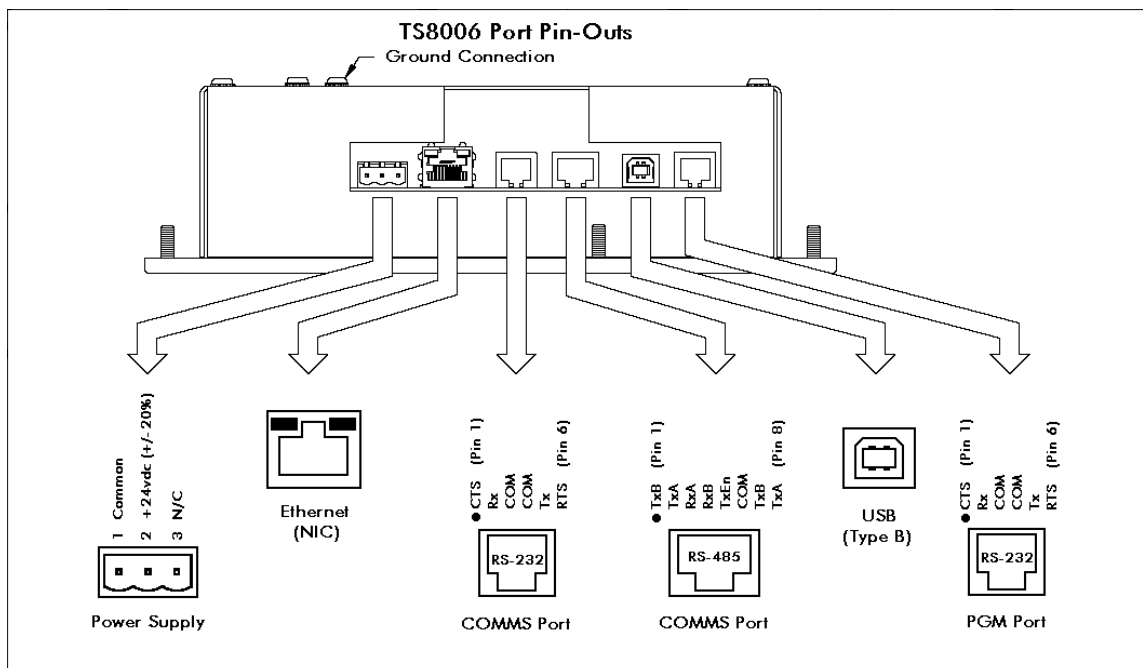 TS8006 Port Pin-Outs
Ground Connection
1 Common
2 +24vdc (+/-20%)
3 N/C
Power Supply
Ethernet
(NIC)
CTS (Pin 1)
Rx
COM
COM
Tx
RTS (Pin 6)
RS-232
COMMS Port
TxB (Pin 1)
TxA
RxA
RxB
TxEn
COM
TxB
TxA (Pin 8)
RS-485
COMMS Port
USB
(Type B)
CTS (Pin 1)
Rx
COM
COM
Tx
RTS (Pin 6)
RS-232
PGM Port